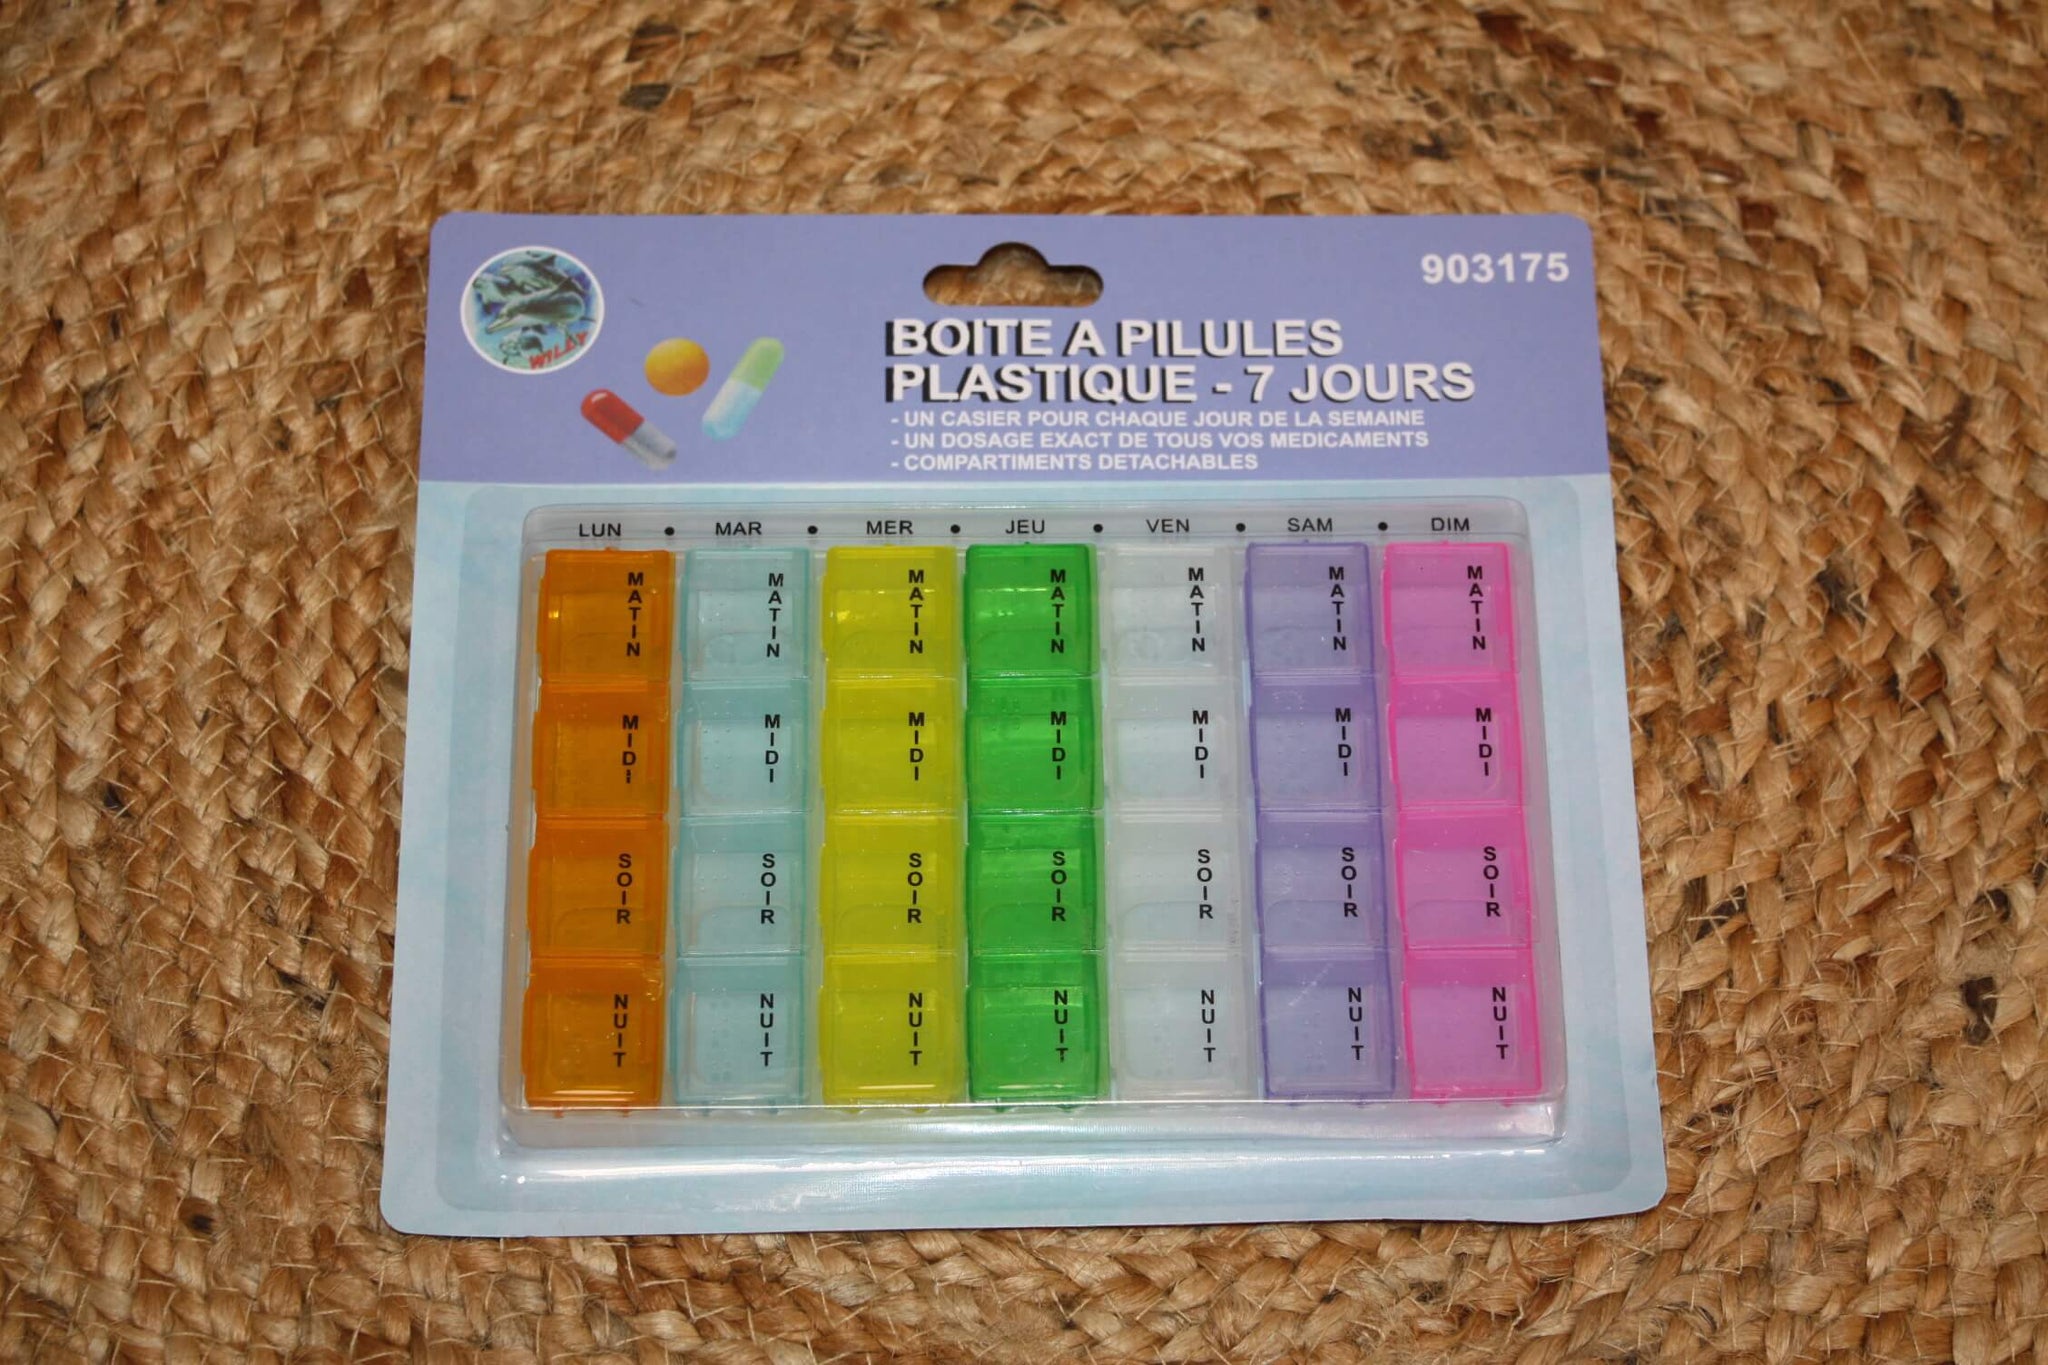 903175
WILLY
BOITE A PILULES
PLASTIQUE - 7 JOURS
- UN CASIER POUR CHAQUE JOUR DE LA SEMAINE
- UN DOSAGE EXACT DE TOUS VOS MEDICAMENTS
- COMPARTIMENTS DETACHABLES
LUN • MAR • MER • JEU • VEN • SAM • DIM
MATIN MATIN MATIN MATIN MATIN MATIN MATIN
MIDI MIDI MIDI MIDI MIDI MIDI MIDI
SOIR SOIR SOIR SOIR SOIR SOIR SOIR
NUIT NUIT NUIT NUIT NUIT NUIT NUIT